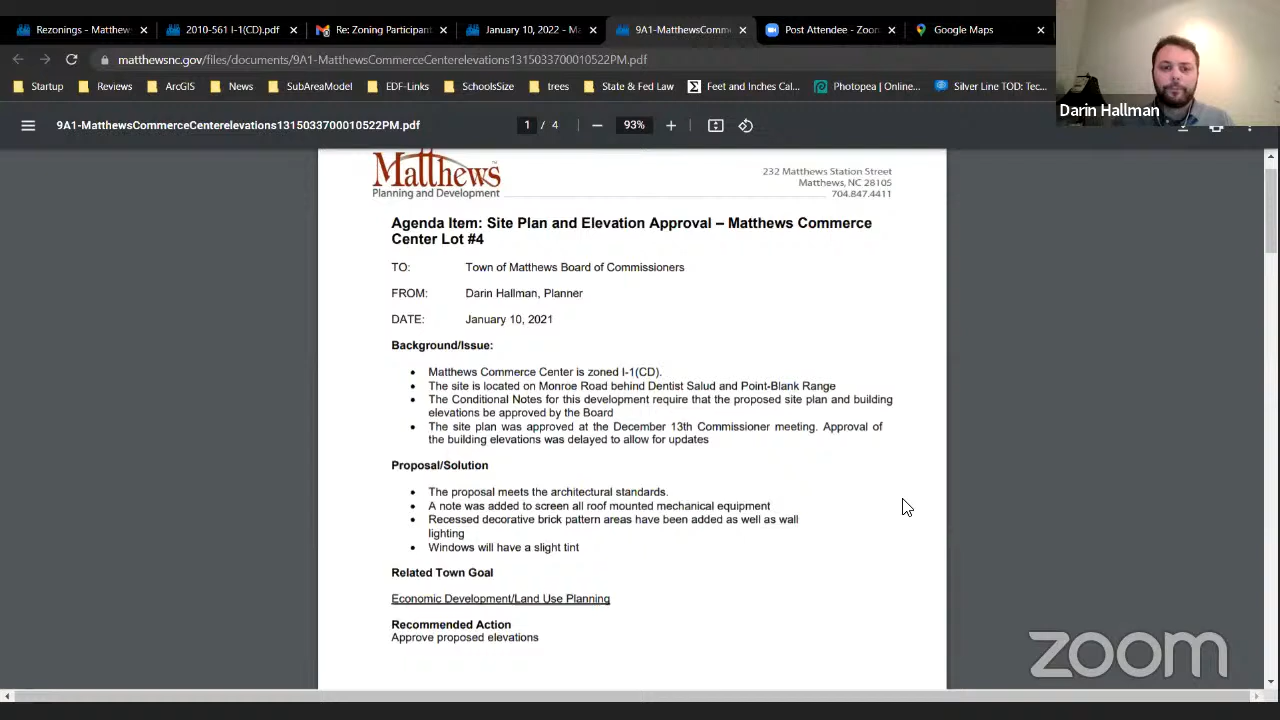 Rezonings - Matthew
2010-561 I-1(CD).pdf
Re: Zoning Participant
January 10, 2022 - Ma
9A1-MatthewsComm
Post Attendee - Zoom
Google Maps
matthewsnc.gov/files/documents/9A1-MatthewsCommerceCenterelevations1315033700010522PM.pdf
Startup
Reviews
ArcGIS
News
SubAreaModel
EDF-Links
SchoolsSize
trees
State & Fed Law
Feet and Inches Cal...
Photopea | Online...
Silver Line TOD: Tec...
Darin Hallman
9A1-MatthewsCommerceCenterelevations1315033700010522PM.pdf
1 / 4
93%
Matthews
Planning and Development
232 Matthews Station Street
Matthews, NC 28105
704.847.4411
Agenda Item: Site Plan and Elevation Approval – Matthews Commerce
Center Lot #4
TO: Town of Matthews Board of Commissioners
FROM: Darin Hallman, Planner
DATE: January 10, 2021
Background/Issue:
• Matthews Commerce Center is zoned I-1(CD).
• The site is located on Monroe Road behind Dentist Salud and Point-Blank Range
• The Conditional Notes for this development require that the proposed site plan and building
elevations be approved by the Board
• The site plan was approved at the December 13th Commissioner meeting. Approval of
the building elevations was delayed to allow for updates
Proposal/Solution
• The proposal meets the architectural standards.
• A note was added to screen all roof mounted mechanical equipment
• Recessed decorative brick pattern areas have been added as well as wall
lighting
• Windows will have a slight tint
Related Town Goal
Economic Development/Land Use Planning
Recommended Action
Approve proposed elevations
zoom